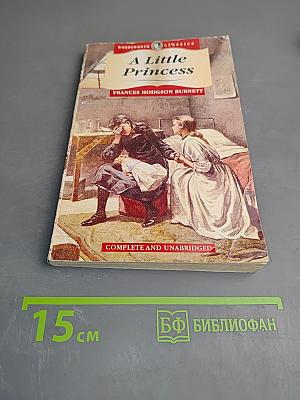 WORDSWORTH CLASSICS
A Little
Princess
FRANCES HODGSON BURNETT
COMPLETE AND UNABRIDGED
15 см
БФ БИБЛИОФАН